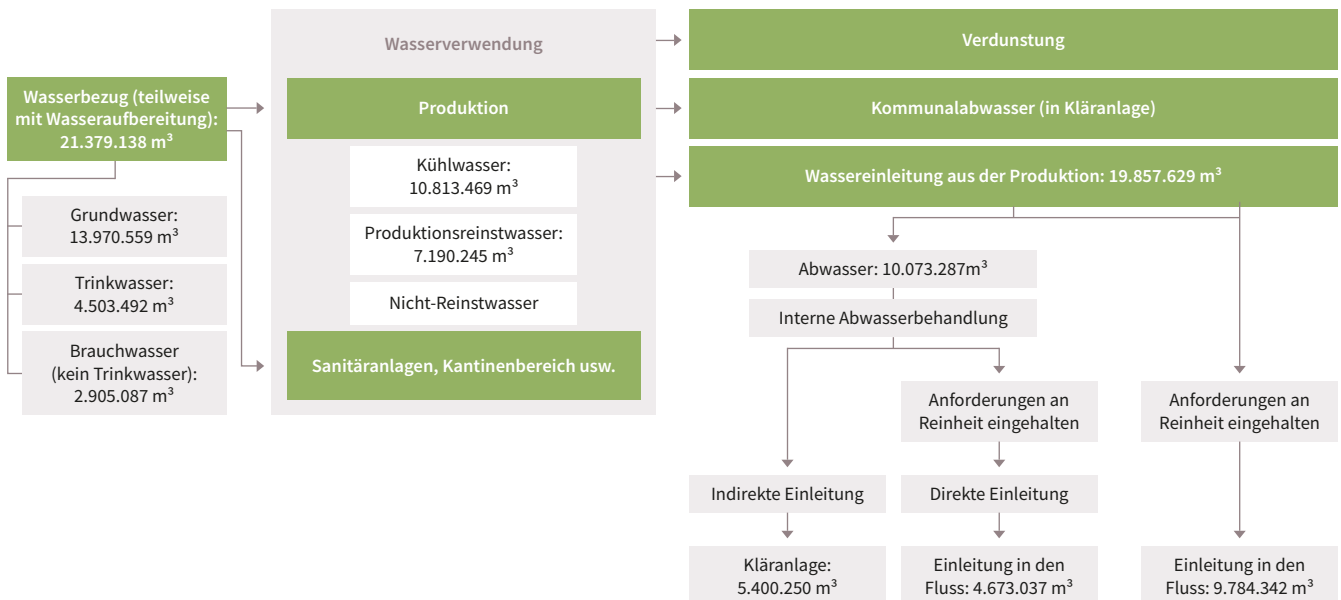 Wasserbezug (teilweise
mit Wasseraufbereitung):
21.379.138 m³
Grundwasser:
13.970.559 m³
Trinkwasser:
4.503.492 m³
Brauchwasser
(kein Trinkwasser):
2.905.087 m³
Wasserverwendung
Produktion
Kühlwasser:
10.813.469 m³
Produktionsreinstwasser:
7.190.245 m³
Nicht-Reinstwasser
Sanitäranlagen, Kantinenbereich usw.
Verdunstung
Kommunalabwasser (in Kläranlage)
Wassereinleitung aus der Produktion: 19.857.629 m³
Abwasser: 10.073.287m³
Interne Abwasserbehandlung
Anforderungen an
Reinheit eingehalten
Anforderungen an
Reinheit eingehalten
Indirekte Einleitung
Direkte Einleitung
Kläranlage:
5.400.250 m³
Einleitung in den
Fluss: 4.673.037 m³
Einleitung in den
Fluss: 9.784.342 m³